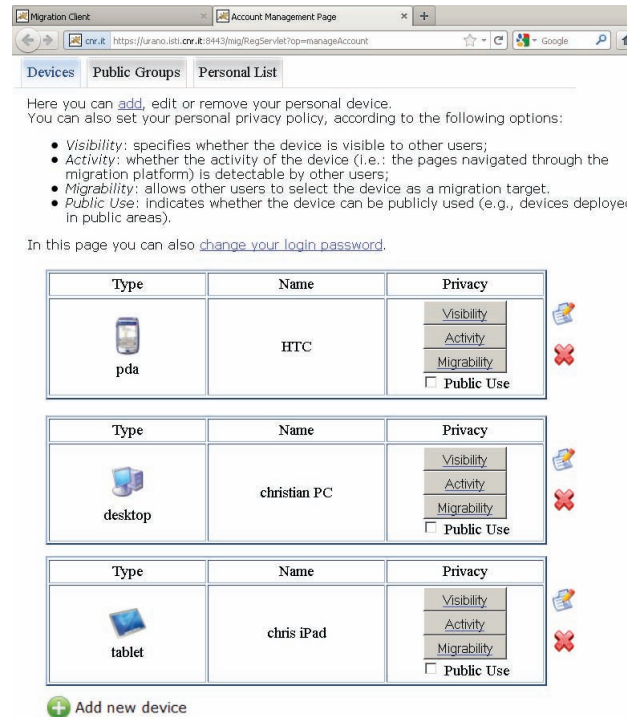 Migration Client
Account Management Page
cnr.it https://urano.isti.cnr.it:8443/mig/RegServlet?op=manageAccount
Google
Devices Public Groups Personal List
Here you can add, edit or remove your personal device.
You can also set your personal privacy policy, according to the following options:
• Visibility: specifies whether the device is visible to other users;
• Activity: whether the activity of the device (i.e.: the pages navigated through the
migration platform) is detectable by other users;
• Migrability: allows other users to select the device as a migration target.
• Public Use: indicates whether the device can be publicly used (e.g., devices deployed
in public areas).
In this page you can also change your login password.
Type Name Privacy
pda
HTC
Visibility
Activity
Migrability
Public Use
Type Name Privacy
desktop
christian PC
Visibility
Activity
Migrability
Public Use
Type Name Privacy
tablet
chris iPad
Visibility
Activity
Migrability
Public Use
Add new device